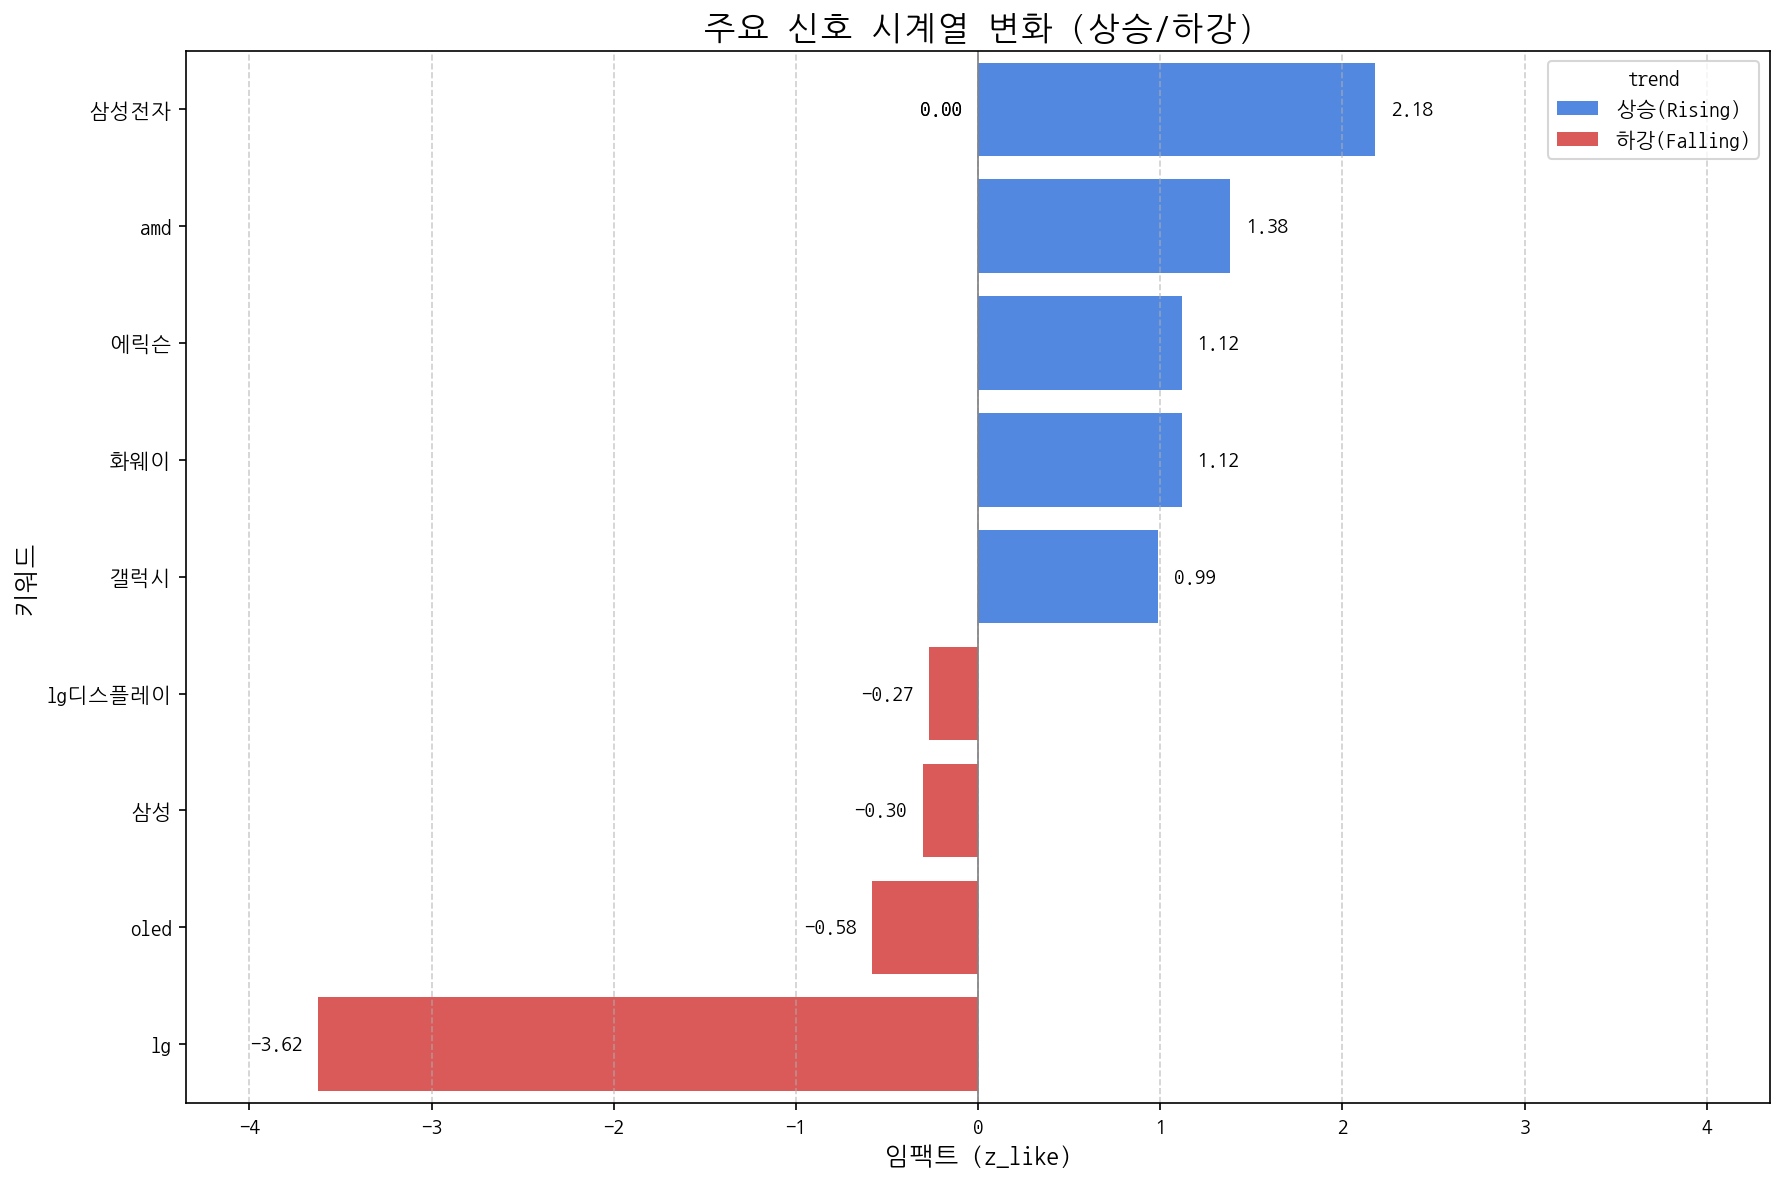 주요 신호 시계열 변화 (상승/하강)
trend
상승(Rising)
하강(Falling)
키워드
삼성전자
0.00
2.18
amd
1.38
에릭슨
1.12
화웨이
1.12
갤럭시
0.99
lg디스플레이
−0.27
삼성
−0.30
oled
−0.58
lg
−3.62
−4 −3 −2 −1 0 1 2 3 4
임팩트 (z_like)